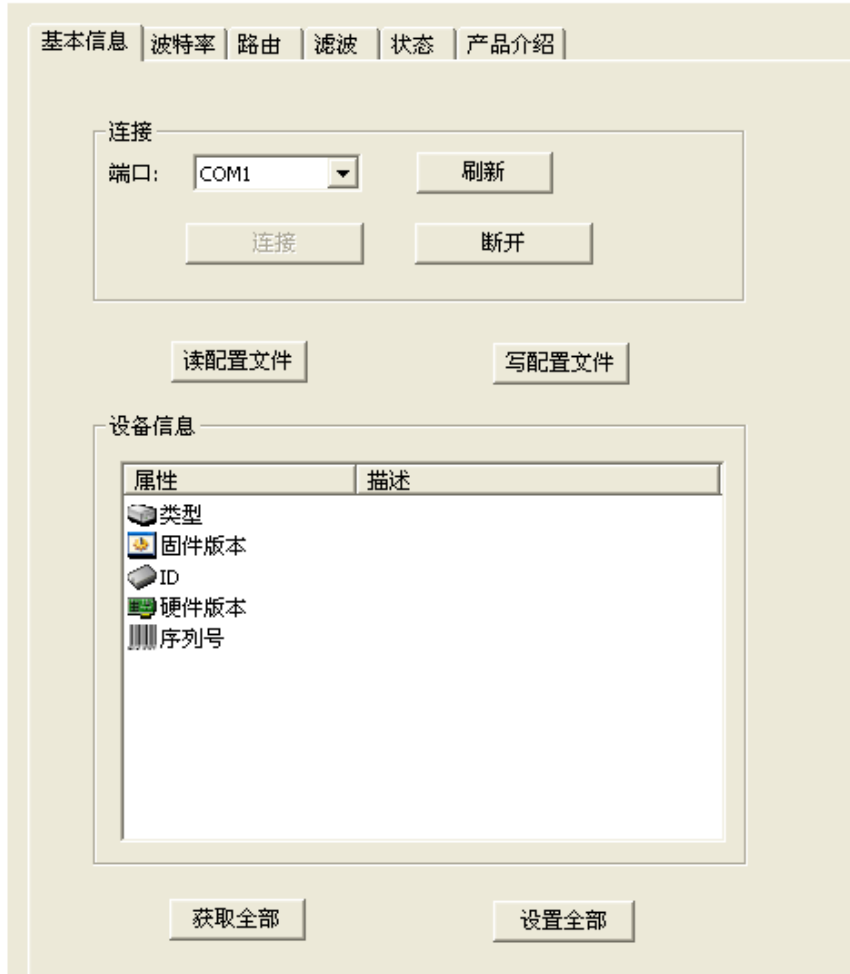 基本信息 波特率 路由 滤波 状态 产品介绍
连接
端口: COM1 刷新
连接 断开
读配置文件 写配置文件
设备信息
属性 描述
类型
固件版本
ID
硬件版本
序列号
获取全部 设置全部